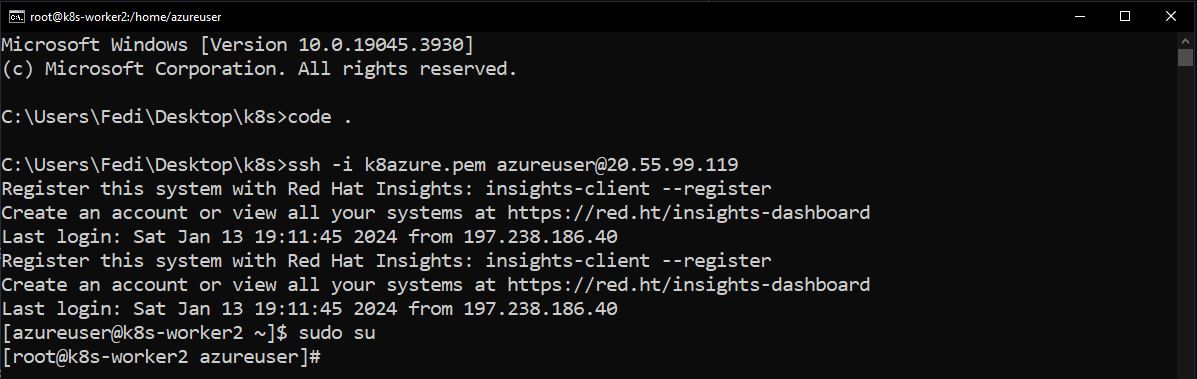 root@k8s-worker2:/home/azureuser
Microsoft Windows [Version 10.0.19045.3930]
(c) Microsoft Corporation. All rights reserved.
C:\Users\Fedi\Desktop\k8s>code .
C:\Users\Fedi\Desktop\k8s>ssh -i k8azure.pem azureuser@20.55.99.119
Register this system with Red Hat Insights: insights-client --register
Create an account or view all your systems at https://red.ht/insights-dashboard
Last login: Sat Jan 13 19:11:45 2024 from 197.238.186.40
Register this system with Red Hat Insights: insights-client --register
Create an account or view all your systems at https://red.ht/insights-dashboard
Last login: Sat Jan 13 19:11:45 2024 from 197.238.186.40
[azureuser@k8s-worker2 ~]$ sudo su
[root@k8s-worker2 azureuser]#